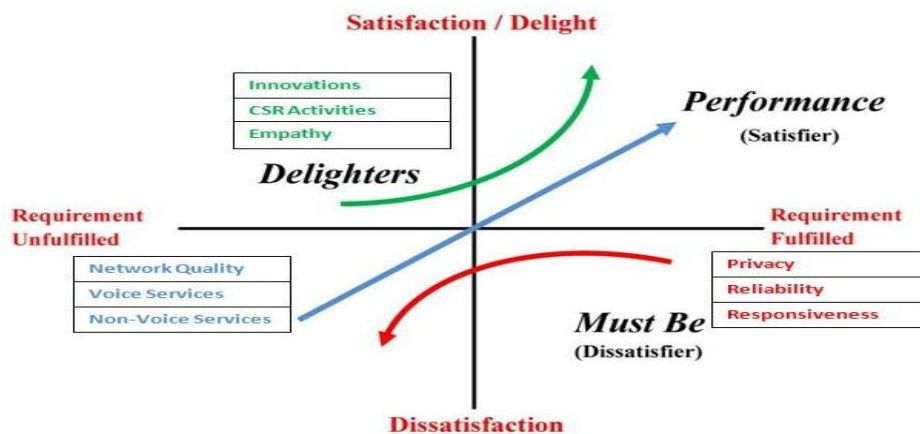 Satisfaction / Delight
Innovations
CSR Activities
Empathy
Performance
(Satisfier)
Delighters
Requirement
Unfulfilled
Requirement
Fulfilled
Network Quality
Voice Services
Non-Voice Services
Privacy
Reliability
Responsiveness
Must Be
(Dissatisfier)
Dissatisfaction